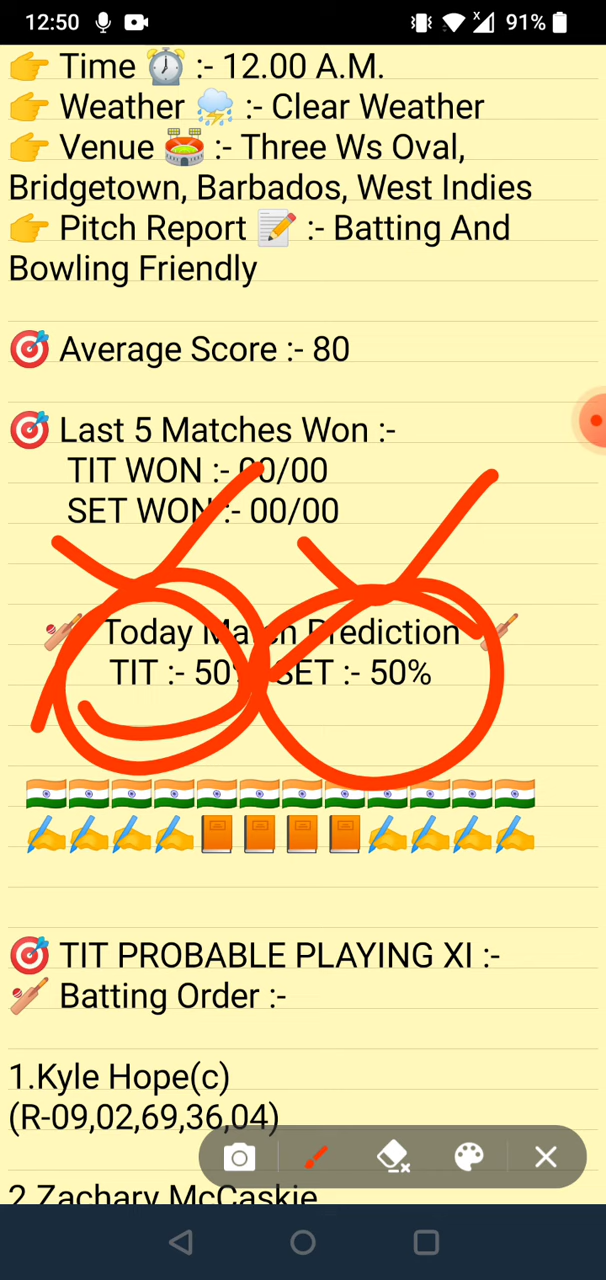 12:50
x
91%
Time :- 12.00 A.M.
Weather :- Clear Weather
Venue :- Three Ws Oval,
Bridgetown, Barbados, West Indies
Pitch Report :- Batting And
Bowling Friendly
Average Score :- 80
Last 5 Matches Won :-
TIT WON :- 00/00
SET WON :- 00/00
Today Match Prediction
TIT :- 50% SET :- 50%
TIT PROBABLE PLAYING XI :-
Batting Order :-
1.Kyle Hope(c)
(R-09,02,69,36,04)
2.Zachary McCaskie